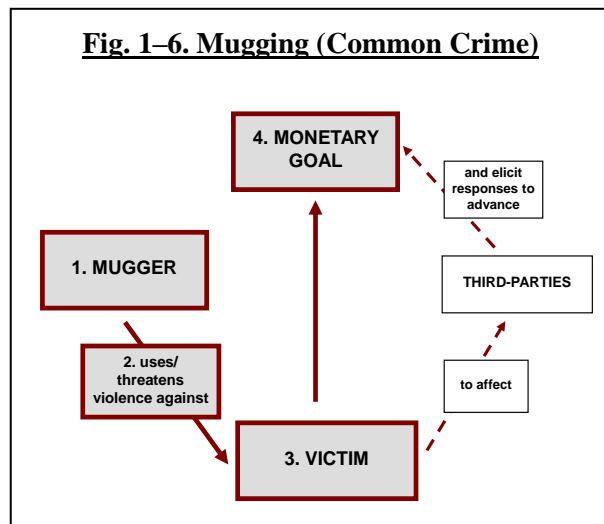 Fig. 1–6. Mugging (Common Crime)
4. MONETARY
GOAL
and elicit
responses to
advance
1. MUGGER
THIRD-PARTIES
2. uses/
threatens
violence against
to affect
3. VICTIM